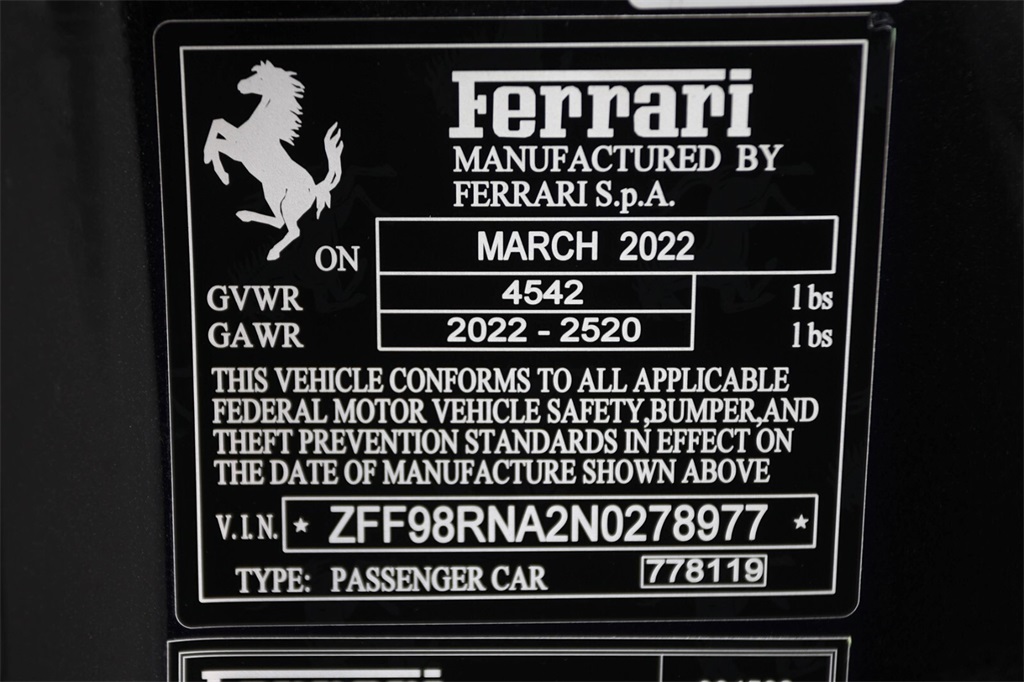 Ferrari
MANUFACTURED BY
FERRARI S.p.A.
ON MARCH 2022
GVWR 4542 lbs
GAWR 2022 - 2520 lbs
THIS VEHICLE CONFORMS TO ALL APPLICABLE
FEDERAL MOTOR VEHICLE SAFETY,BUMPER,AND
THEFT PREVENTION STANDARDS IN EFFECT ON
THE DATE OF MANUFACTURE SHOWN ABOVE
V.I.N. ★ ZFF98RNA2N0278977 ★
TYPE: PASSENGER CAR 778119